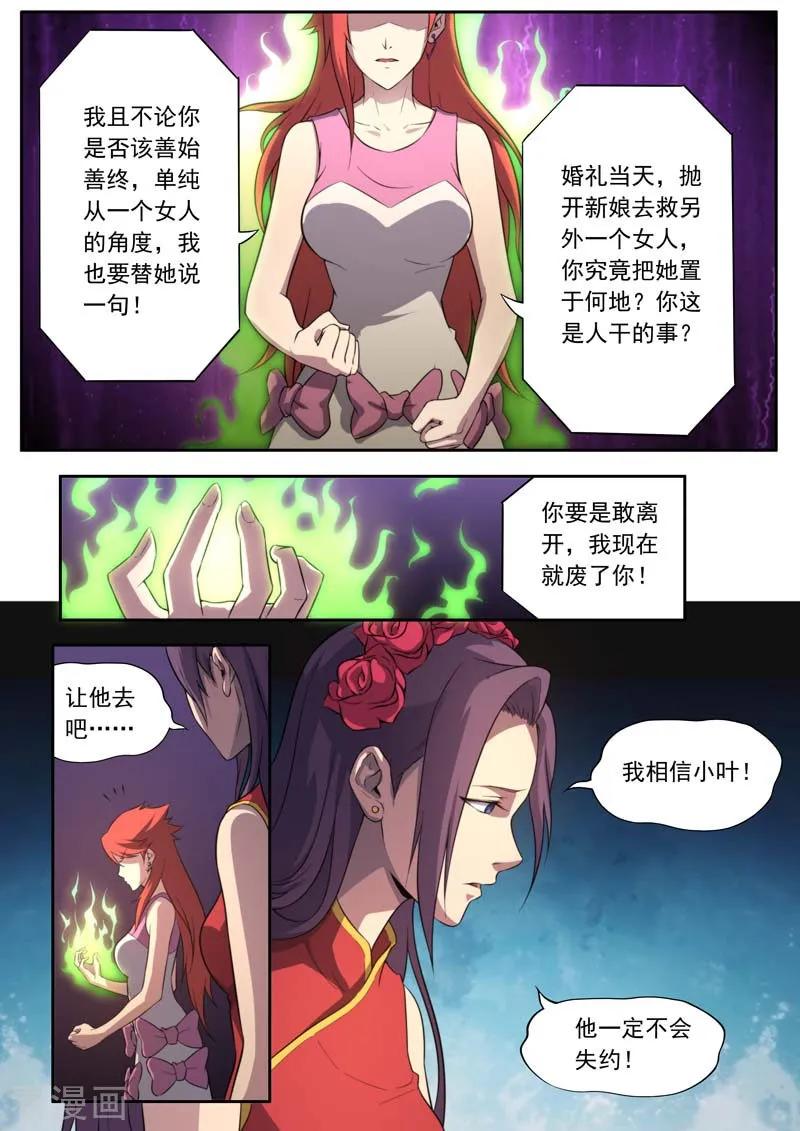 我且不论你
是否该善始
善终，单纯
从一个女人
的角度，我
也要替她说
一句！
婚礼当天，抛
开新娘去救另
外一个女人，
你究竟把她置
于何地？你这
是人干的事？
你要是敢离
开，我现在
就废了你！
让他去
吧……
我相信小叶！
他一定不会
失约！
漫画